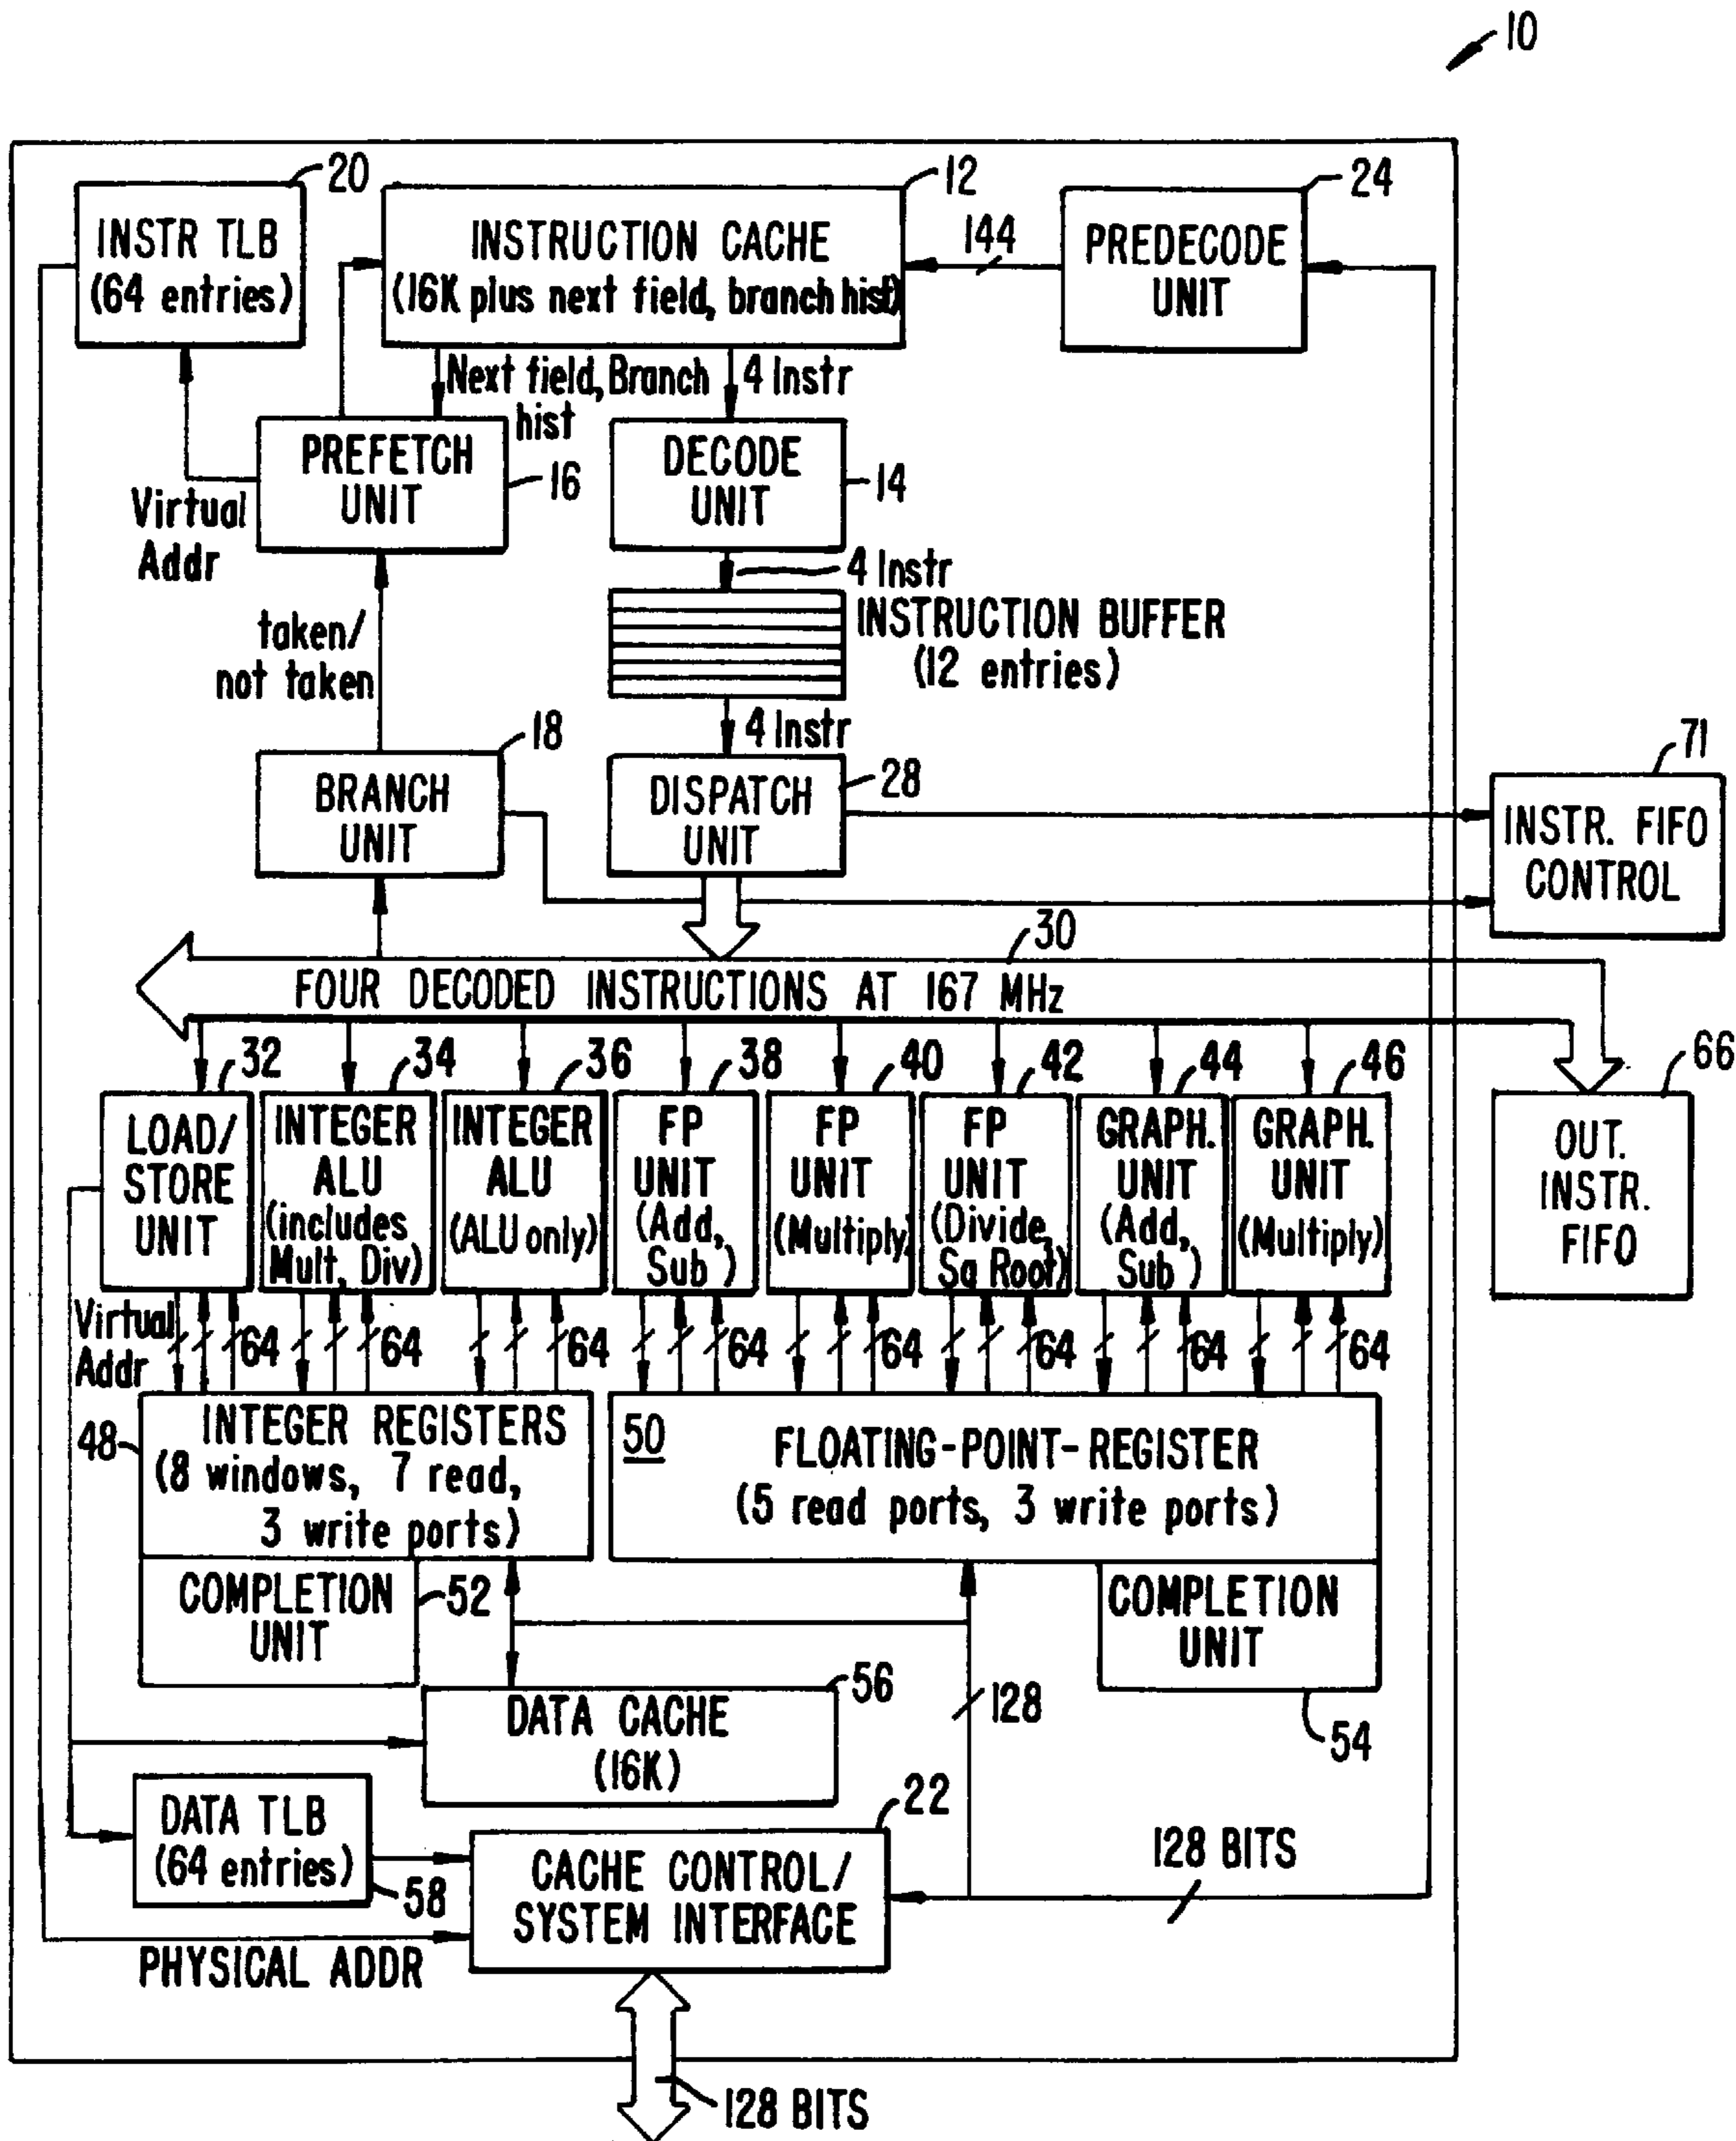 10
20
12
24
INSTR TLB
(64 entries)
INSTRUCTION CACHE
(16K plus next field, branch hist)
144
PREDECODE
UNIT
Next field, Branch
hist
4 Instr
PREFETCH
UNIT
16
DECODE
UNIT
14
Virtual
Addr
4 Instr
INSTRUCTION BUFFER
(12 entries)
taken/
not taken
4 Instr
18
BRANCH
UNIT
28
DISPATCH
UNIT
71
INSTR. FIFO
CONTROL
30
FOUR DECODED INSTRUCTIONS AT 167 MHz
32
34
36
38
40
42
44
46
66
LOAD/
STORE
UNIT
INTEGER
ALU
(includes
Mult, Div)
INTEGER
ALU
(ALU only)
FP
UNIT
(Add,
Sub )
FP
UNIT
(Multiply)
FP
UNIT
(Divide,
Sq Root)
GRAPH.
UNIT
(Add,
Sub )
GRAPH.
UNIT
(Multiply)
OUT.
INSTR.
FIFO
Virtual
Addr
64
64
64
64
64
64
64
64
48
INTEGER REGISTERS
(8 windows, 7 read,
3 write ports)
50
FLOATING-POINT-REGISTER
(5 read ports, 3 write ports)
COMPLETION
UNIT
52
COMPLETION
UNIT
54
56
DATA CACHE
(16K)
128
DATA TLB
(64 entries)
58
22
CACHE CONTROL/
SYSTEM INTERFACE
128 BITS
PHYSICAL ADDR
128 BITS